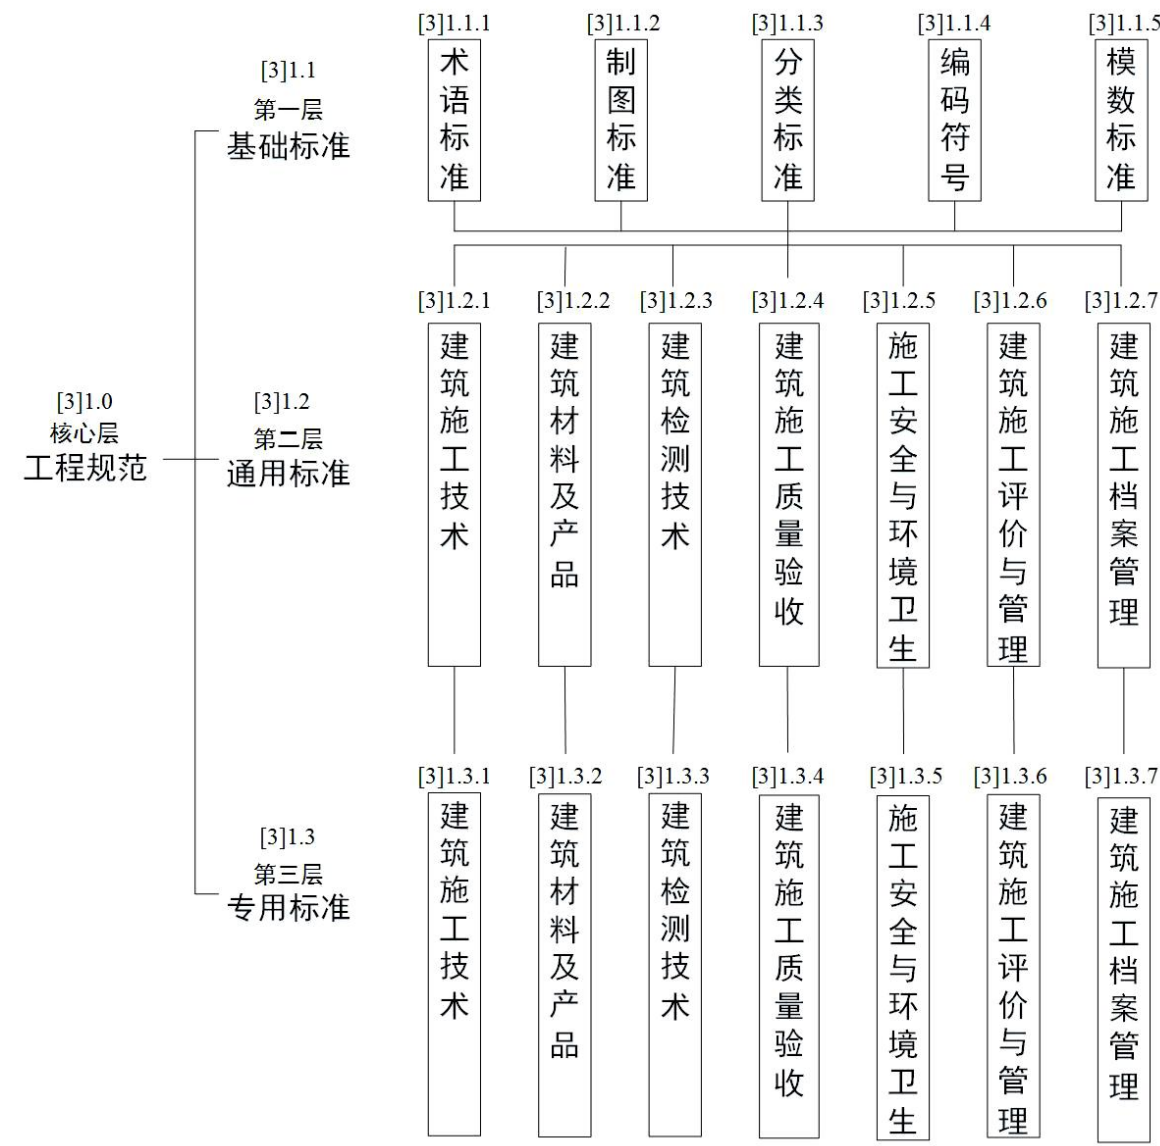 [3]1.1.1
术语标准
[3]1.1.2
制图标准
[3]1.1.3
分类标准
[3]1.1.4
编码符号
[3]1.1.5
模数标准
[3]1.1
第一层
基础标准
[3]1.0
核心层
工程规范
[3]1.2
第二层
通用标准
[3]1.2.1
建筑施工技术
[3]1.2.2
建筑材料及产品
[3]1.2.3
建筑检测技术
[3]1.2.4
建筑施工质量验收
[3]1.2.5
施工安全与环境卫生
[3]1.2.6
建筑施工评价与管理
[3]1.2.7
建筑施工档案管理
[3]1.3
第三层
专用标准
[3]1.3.1
建筑施工技术
[3]1.3.2
建筑材料及产品
[3]1.3.3
建筑检测技术
[3]1.3.4
建筑施工质量验收
[3]1.3.5
施工安全与环境卫生
[3]1.3.6
建筑施工评价与管理
[3]1.3.7
建筑施工档案管理